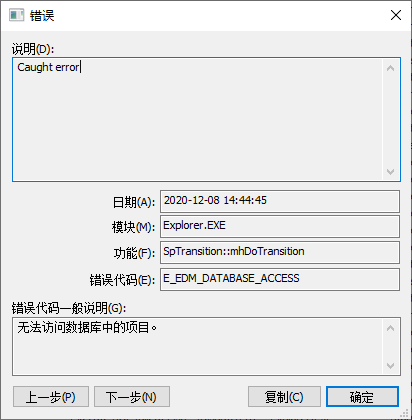 错误
说明(D):
Caught error
日期(A): 2020-12-08 14:44:45
模块(M): Explorer.EXE
功能(F): SpTransition::mhDoTransition
错误代码(E): E_EDM_DATABASE_ACCESS
错误代码一般说明(G):
无法访问数据库中的项目。
上一步(P) 下一步(N) 复制(C) 确定